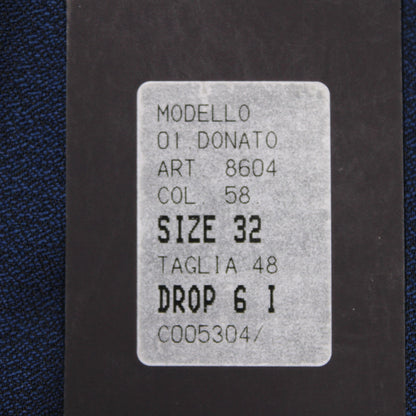 MODELLO
01 DONATO
ART 8604
COL 58
SIZE 32
TAGLIA 48
DROP 6 I
C005304/